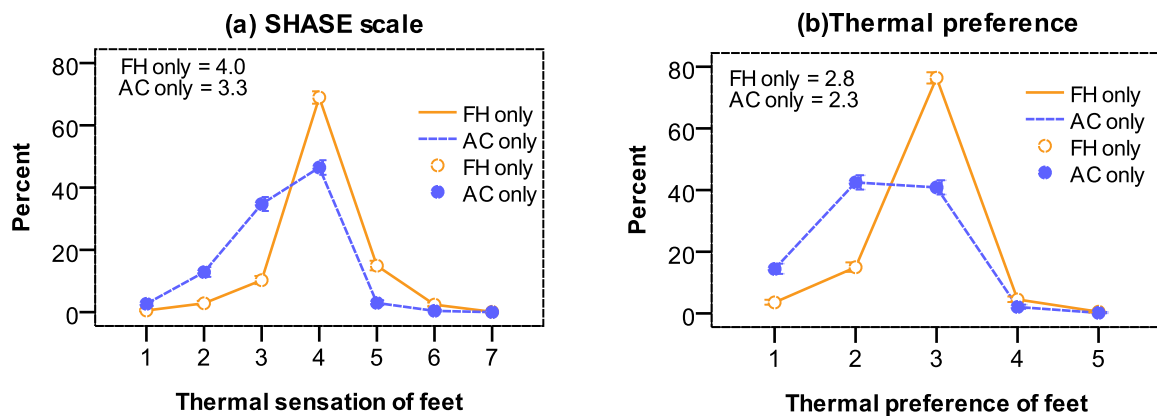 (a) SHASE scale
FH only = 4.0
AC only = 3.3
FH only
AC only
FH only
AC only
Percent
80
60
40
20
0
1 2 3 4 5 6 7
Thermal sensation of feet
(b)Thermal preference
FH only = 2.8
AC only = 2.3
FH only
AC only
FH only
AC only
Percent
80
60
40
20
0
1 2 3 4 5
Thermal preference of feet